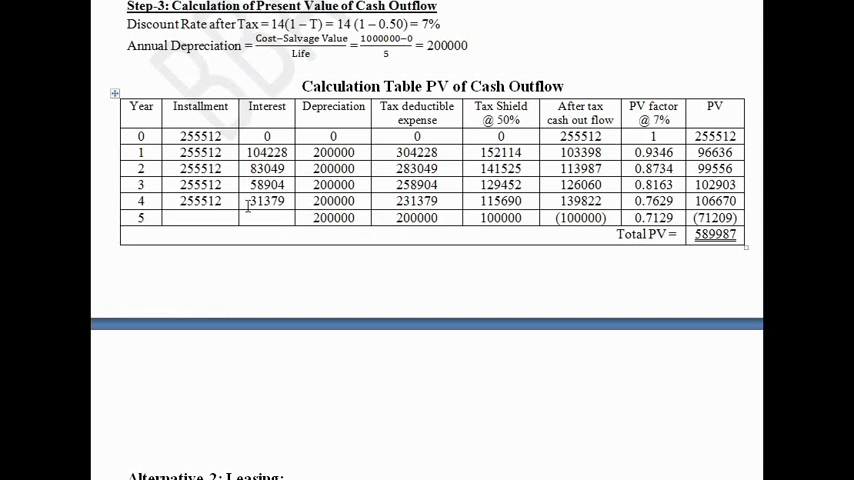 Step-3: Calculation of Present Value of Cash Outflow
Discount Rate after Tax = 14(1 – T) = 14 (1 – 0.50) = 7%
Annual Depreciation = Cost−Salvage Value / Life = 1000000−0 / 5 = 200000
Calculation Table PV of Cash Outflow
Year Installment Interest Depreciation Tax deductible expense Tax Shield @ 50% After tax cash out flow PV factor @ 7% PV
0 255512 0 0 0 0 255512 1 255512
1 255512 104228 200000 304228 152114 103398 0.9346 96636
2 255512 83049 200000 283049 141525 113987 0.8734 99556
3 255512 58904 200000 258904 129452 126060 0.8163 102903
4 255512 31379 200000 231379 115690 139822 0.7629 106670
5 200000 200000 100000 (100000) 0.7129 (71209)
Total PV = 589987
Alternative 2: Leasing: